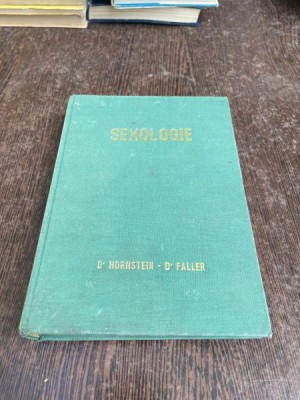 SEXOLOGIE
Dr HORNSTEIN - Dr FALLER